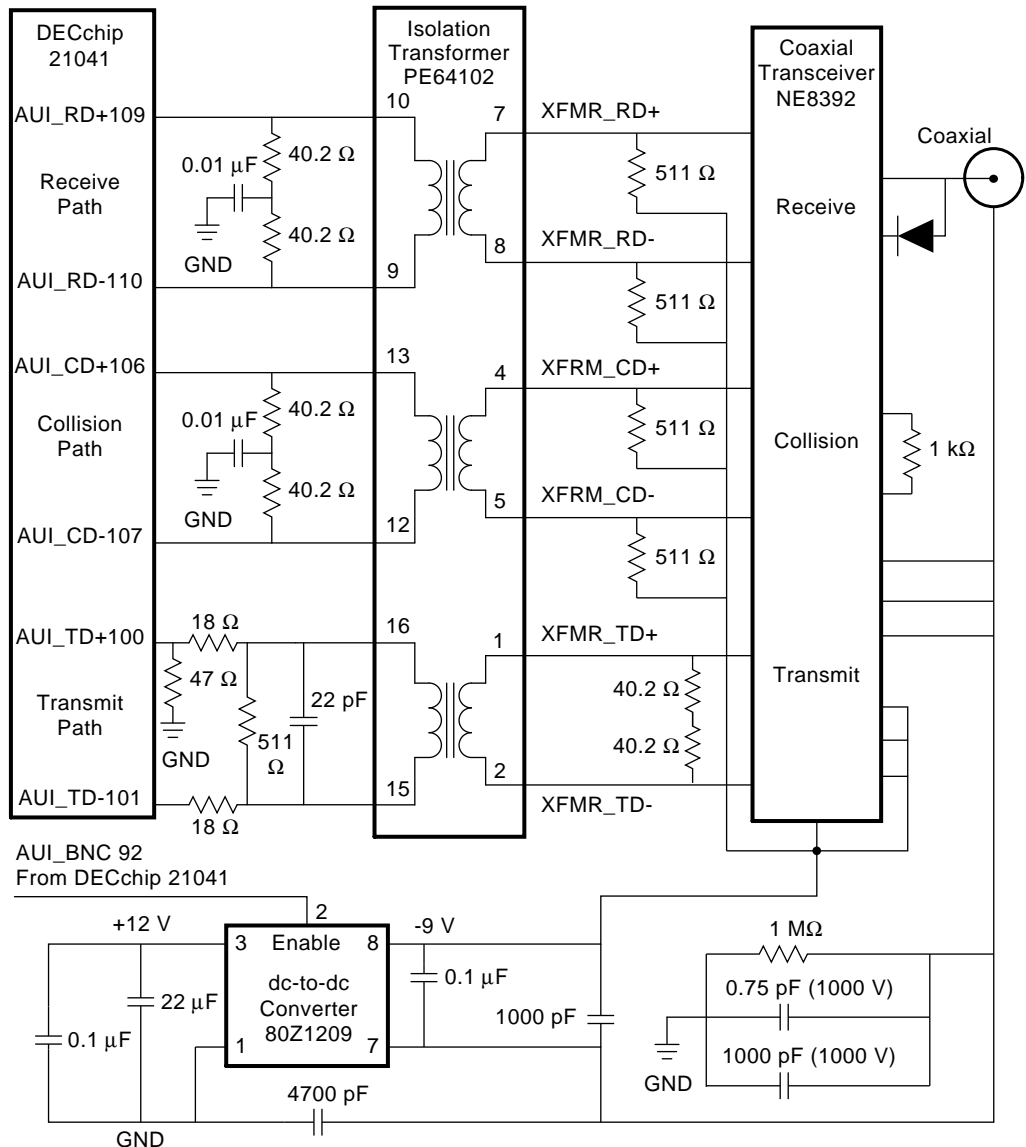 DECchip
21041
Isolation
Transformer
PE64102
Coaxial
Transceiver
NE8392
Coaxial
AUI_RD+109
10
7
XFMR_RD+
0.01 μF
40.2 Ω
511 Ω
Receive
Path
Receive
40.2 Ω
GND
8
XFMR_RD-
AUI_RD-110
9
511 Ω
AUI_CD+106
13
4
XFRM_CD+
0.01 μF
40.2 Ω
511 Ω
Collision
Path
Collision
1 kΩ
40.2 Ω
GND
5
XFRM_CD-
AUI_CD-107
12
511 Ω
18 Ω
AUI_TD+100
16
1
XFMR_TD+
47 Ω
22 pF
40.2 Ω
Transmit
Path
Transmit
GND
511
Ω
40.2 Ω
2
AUI_TD-101
15
XFMR_TD-
18 Ω
AUI_BNC 92
From DECchip 21041
2
+12 V
-9 V
3 Enable 8
1 MΩ
dc-to-dc
Converter
80Z1209
0.1 μF
22 μF
0.75 pF (1000 V)
1000 pF
0.1 μF
1
7
1000 pF (1000 V)
GND
4700 pF
GND